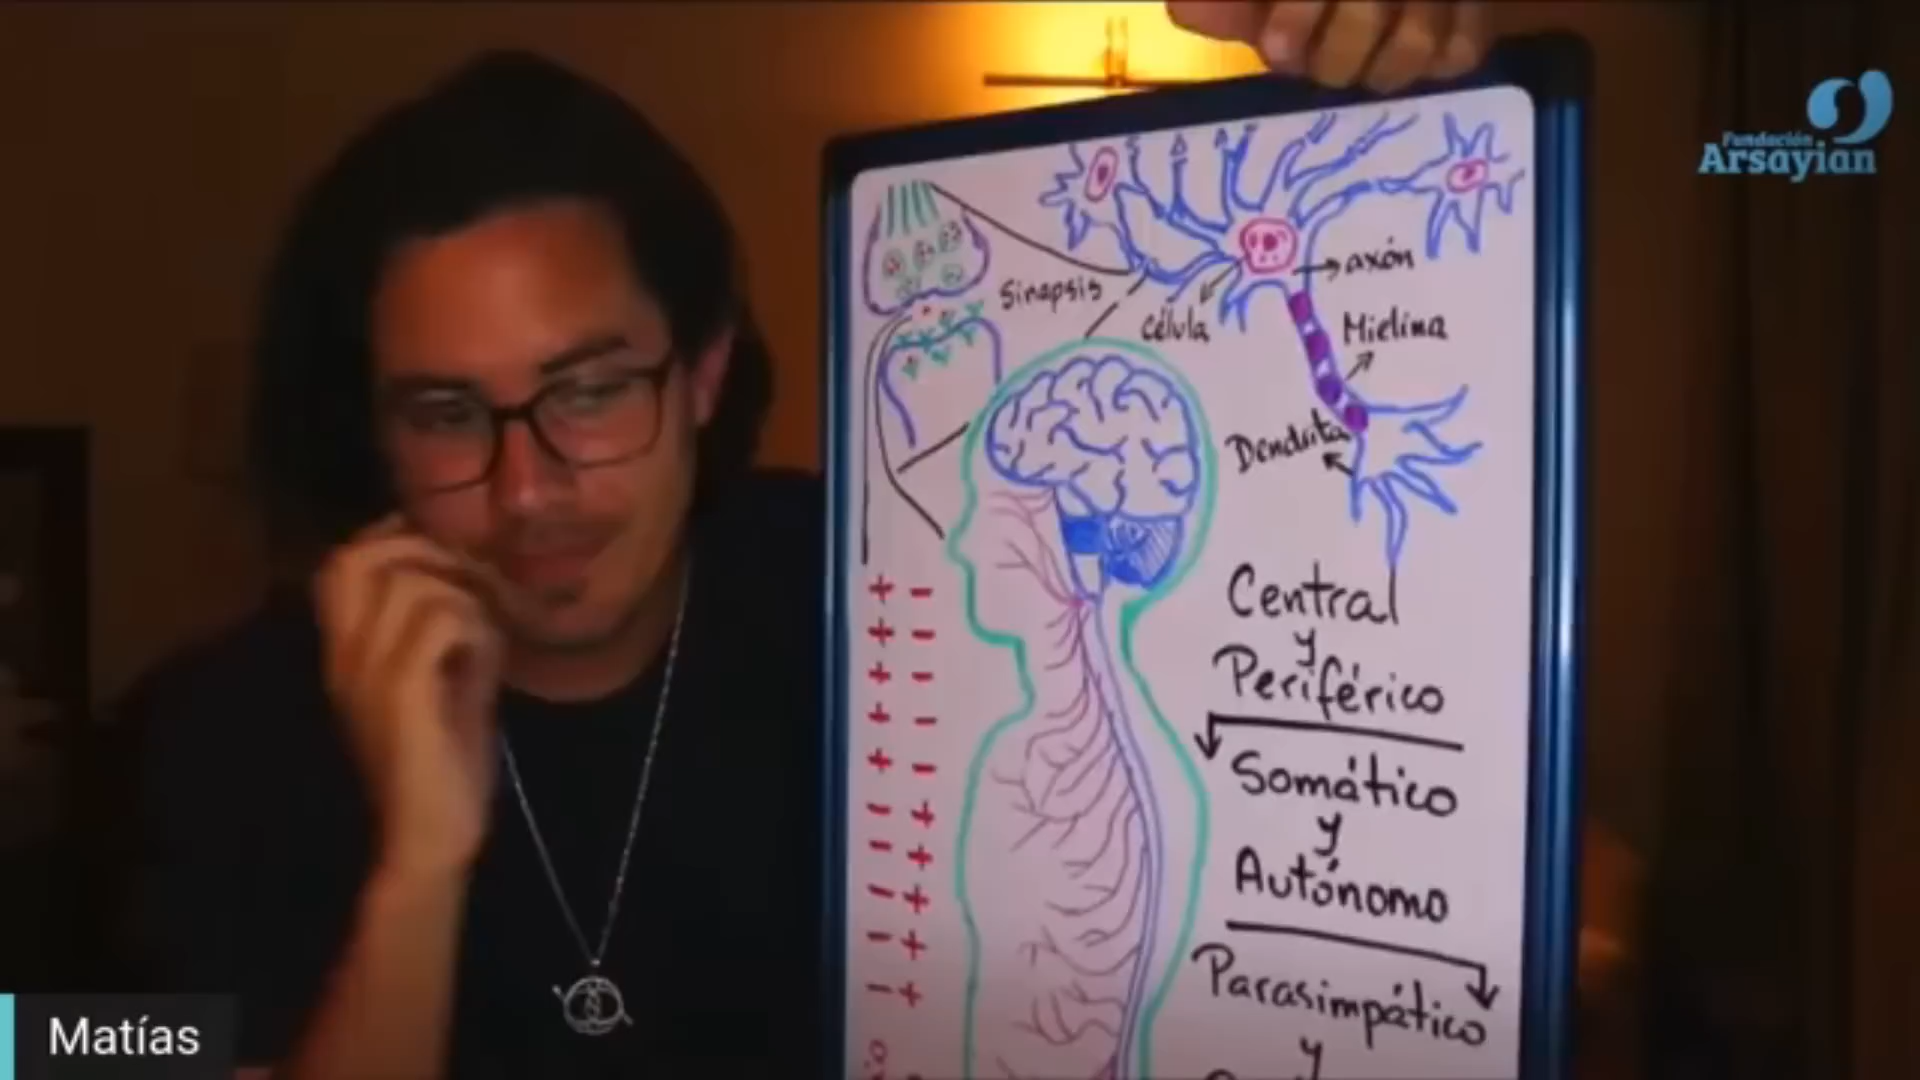 Fundación
Arsayian
Sinapsis
axón
Célula
Mielina
Dendrita
Central
y
Periférico
Somático
y
Autónomo
Parasimpático
y
+ -
+ -
+ -
+ -
+ -
- +
- +
- +
- +
- +
Matías